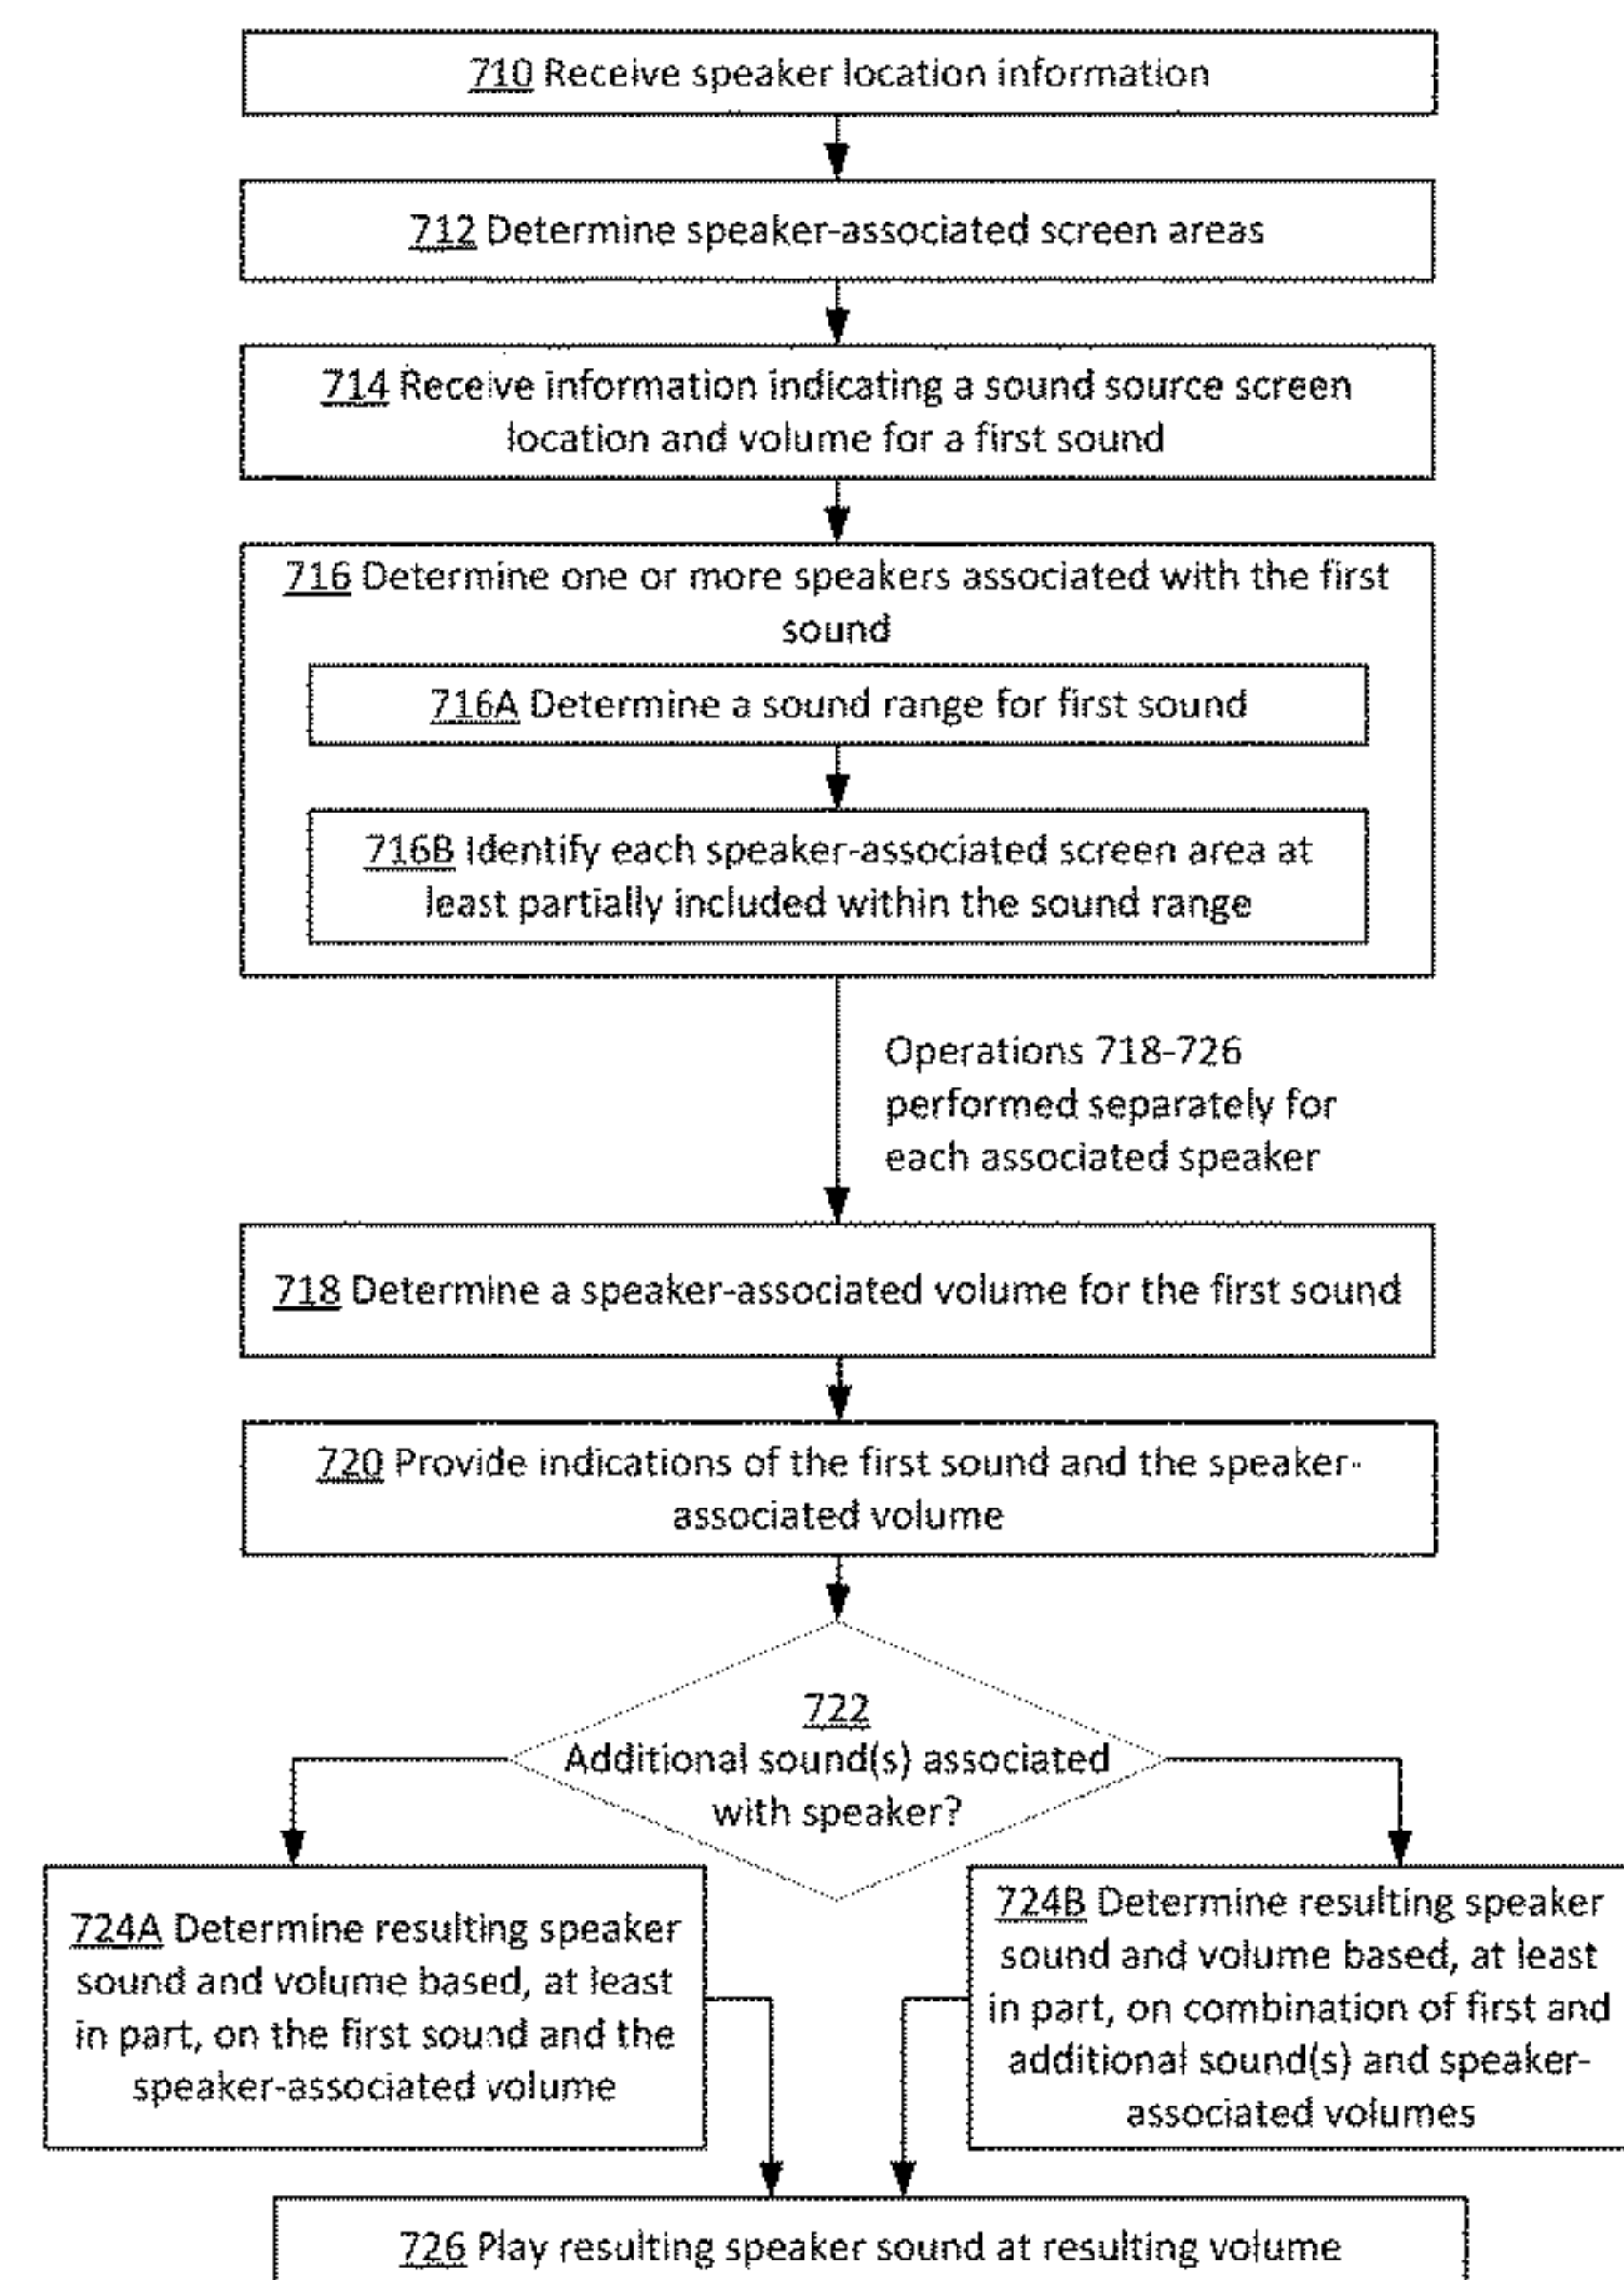 710 Receive speaker location information
712 Determine speaker-associated screen areas
714 Receive information indicating a sound source screen
location and volume for a first sound
716 Determine one or more speakers associated with the first
sound
716A Determine a sound range for first sound
716B Identify each speaker-associated screen area at
least partially included within the sound range
Operations 718-726
performed separately for
each associated speaker
718 Determine a speaker-associated volume for the first sound
720 Provide indications of the first sound and the speaker-
associated volume
722
Additional sound(s) associated
with speaker?
724A Determine resulting speaker
sound and volume based, at least
in part, on the first sound and the
speaker-associated volume
724B Determine resulting speaker
sound and volume based, at least
in part, on combination of first and
additional sound(s) and speaker-
associated volumes
726 Play resulting speaker sound at resulting volume